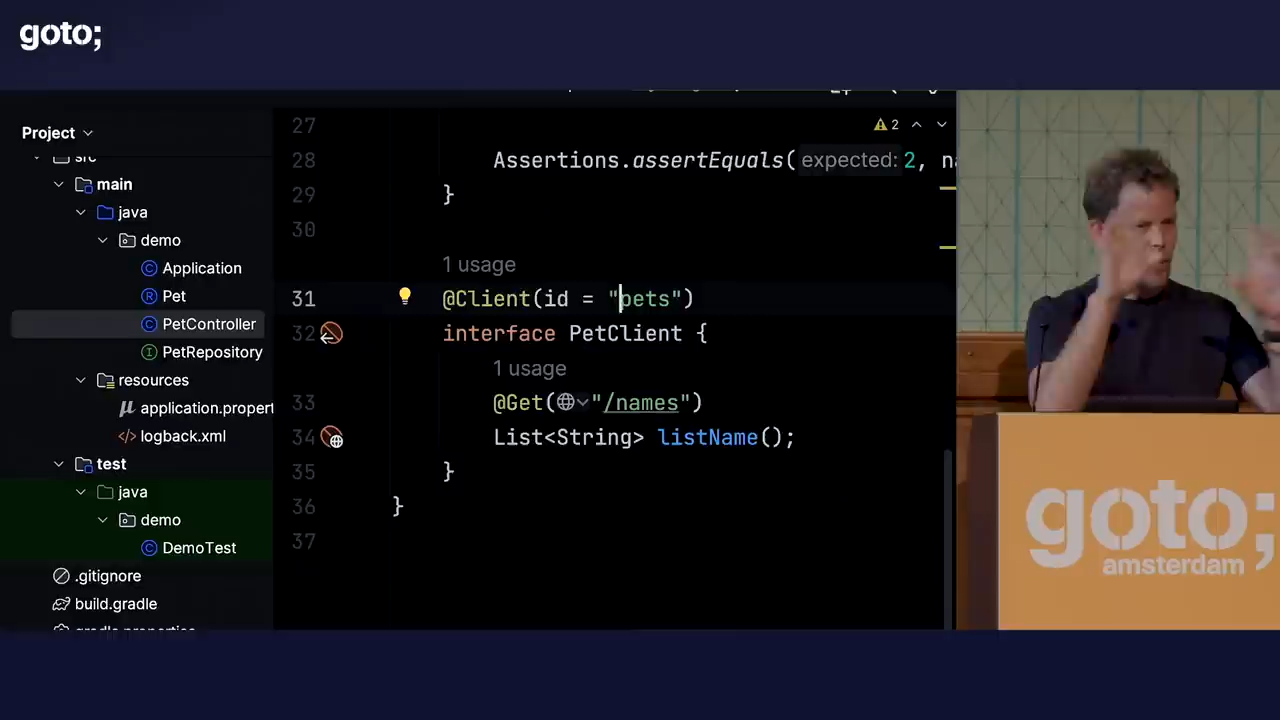 goto;
Project
src
main
java
demo
Application
Pet
PetController
PetRepository
resources
application.propert
logback.xml
test
java
demo
DemoTest
.gitignore
build.gradle
gradle.properties
2
27
28 Assertions.assertEquals( expected: 2, na
29 }
30
1 usage
31 @Client(id = "pets")
32 interface PetClient {
1 usage
33 @Get("/names")
34 List<String> listName();
35 }
36 }
37
goto;
amsterdam